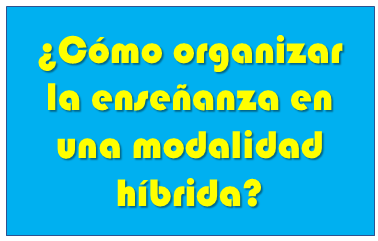 ¿Cómo organizar
la enseñanza en
una modalidad
híbrida?